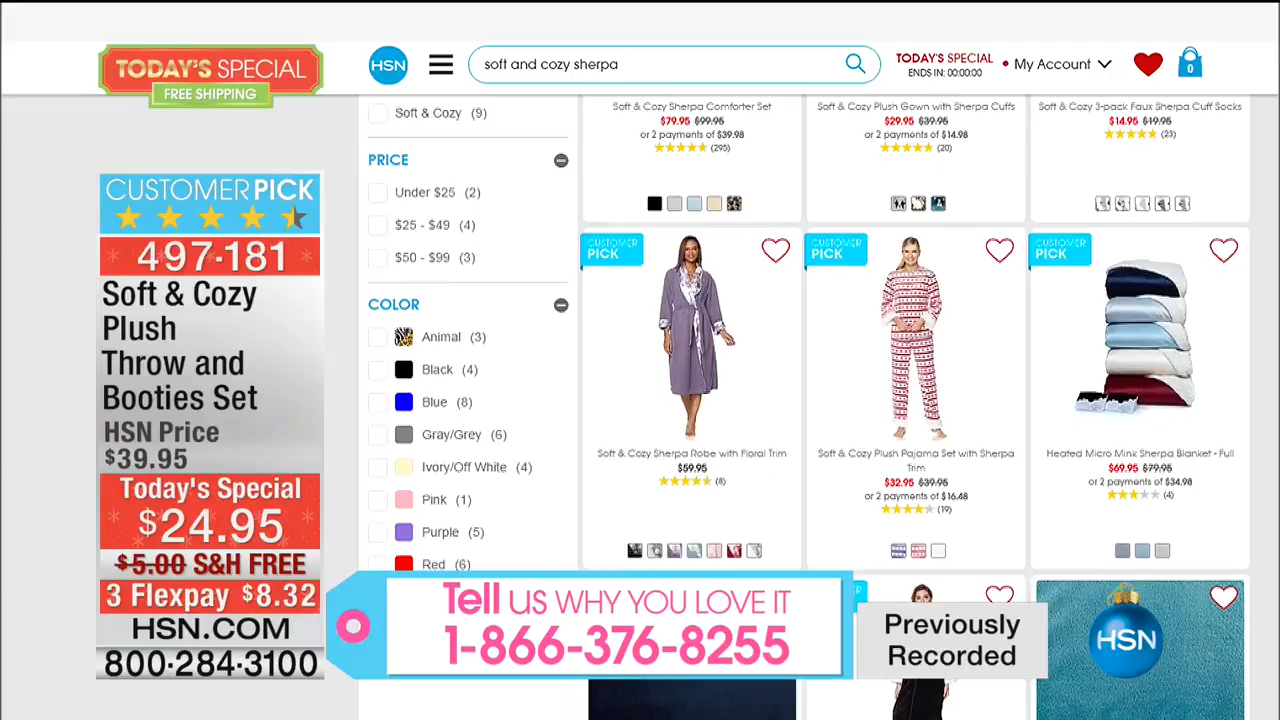 TODAY'S SPECIAL
FREE SHIPPING
HSN
soft and cozy sherpa
TODAY'S SPECIAL
ENDS IN: 00:00:00
My Account
0
CUSTOMER PICK
497-181
Soft & Cozy
Plush
Throw and
Booties Set
HSN Price
$39.95
Today's Special
$24.95
$5.00 S&H FREE
3 Flexpay $8.32
HSN.COM
800-284-3100
Soft & Cozy (9)
PRICE
Under $25 (2)
$25 - $49 (4)
$50 - $99 (3)
COLOR
Animal (3)
Black (4)
Blue (8)
Gray/Grey (6)
Ivory/Off White (4)
Pink (1)
Purple (5)
Red (6)
Soft & Cozy Sherpa Comforter Set
$79.95 $99.95
or 2 payments of $39.98
(295)
Soft & Cozy Plush Gown with Sherpa Cuffs
$29.95 $39.95
or 2 payments of $14.98
(20)
Soft & Cozy 3-pack Faux Sherpa Cuff Socks
$14.95 $19.95
(23)
CUSTOMER
PICK
Soft & Cozy Sherpa Robe with Floral Trim
$59.95
(8)
CUSTOMER
PICK
Soft & Cozy Plush Pajama Set with Sherpa
Trim
$32.95 $39.95
or 2 payments of $16.48
(19)
CUSTOMER
PICK
Heated Micro Mink Sherpa Blanket - Full
$69.95 $79.95
or 2 payments of $34.98
(4)
Tell us WHY YOU LOVE IT
1-866-376-8255
Previously
Recorded
HSN